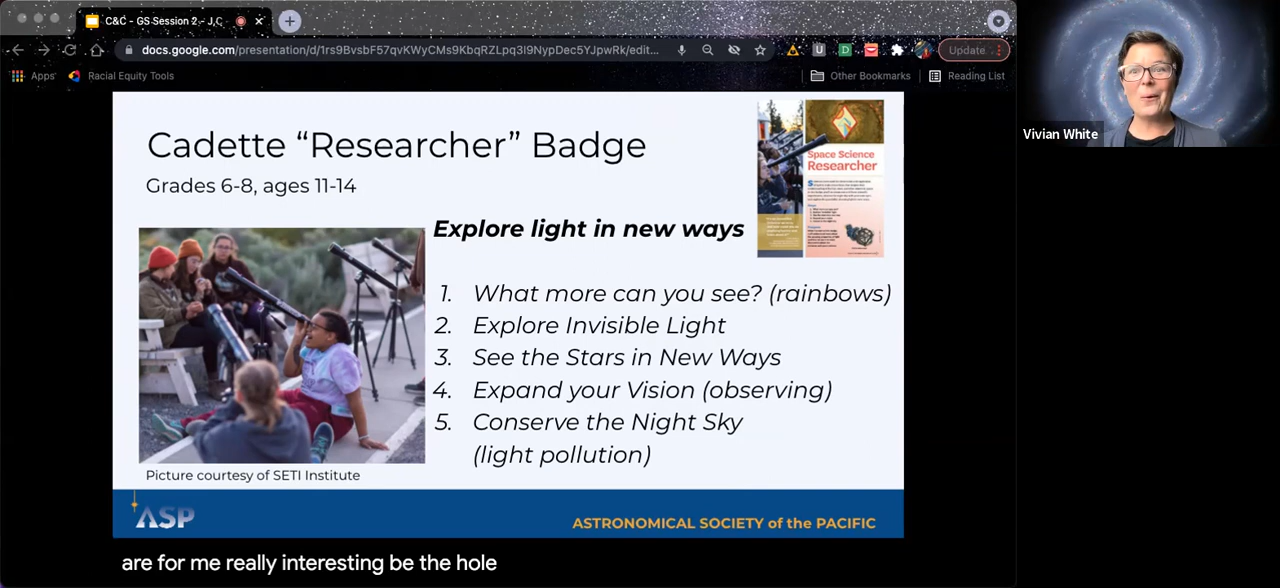 C&C - GS Session 2 - J,C
docs.google.com/presentation/d/1rs9BvsbF57qvKWyCMs9KbqRZLpq3I9NypDec5YJpwRk/edit...
Update
Apps
Racial Equity Tools
Other Bookmarks
Reading List
Vivian White
Cadette “Researcher” Badge
Grades 6-8, ages 11-14
Space Science
Researcher
Explore light in new ways
1. What more can you see? (rainbows)
2. Explore Invisible Light
3. See the Stars in New Ways
4. Expand your Vision (observing)
5. Conserve the Night Sky
(light pollution)
Picture courtesy of SETI Institute
ASP
ASTRONOMICAL SOCIETY of the PACIFIC
are for me really interesting be the hole